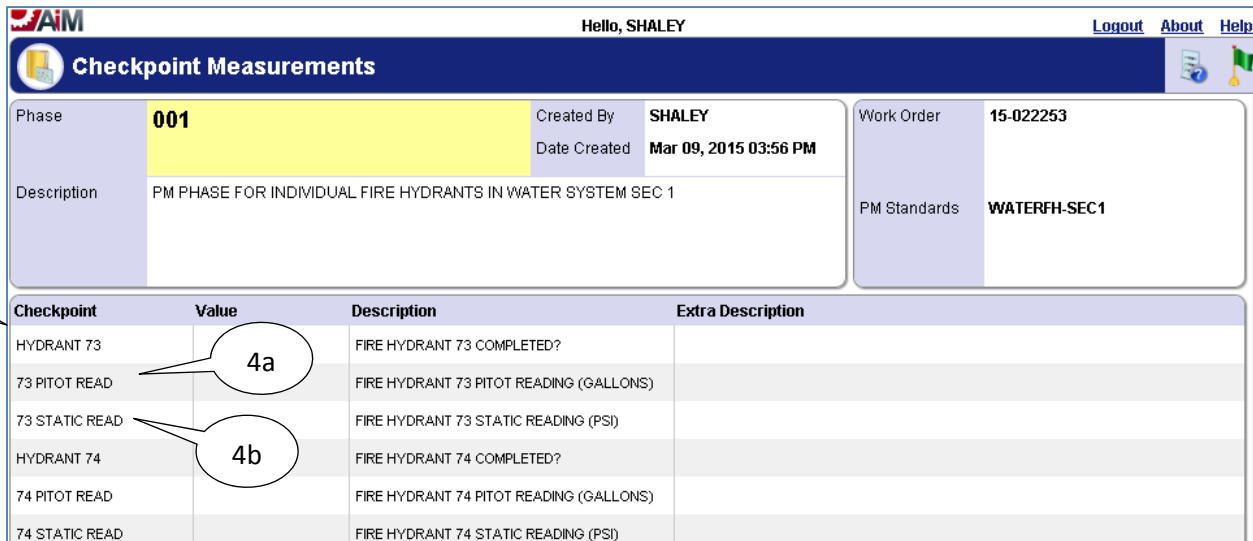 AiM Hello, SHALEY Logout About Help
Checkpoint Measurements
Phase 001 Created By SHALEY Work Order 15-022253
Date Created Mar 09, 2015 03:56 PM
Description PM PHASE FOR INDIVIDUAL FIRE HYDRANTS IN WATER SYSTEM SEC 1
PM Standards WATERFH-SEC1
Checkpoint Value Description Extra Description
HYDRANT 73 FIRE HYDRANT 73 COMPLETED?
4a
73 PITOT READ FIRE HYDRANT 73 PITOT READING (GALLONS)
73 STATIC READ FIRE HYDRANT 73 STATIC READING (PSI)
4b
HYDRANT 74 FIRE HYDRANT 74 COMPLETED?
74 PITOT READ FIRE HYDRANT 74 PITOT READING (GALLONS)
74 STATIC READ FIRE HYDRANT 74 STATIC READING (PSI)